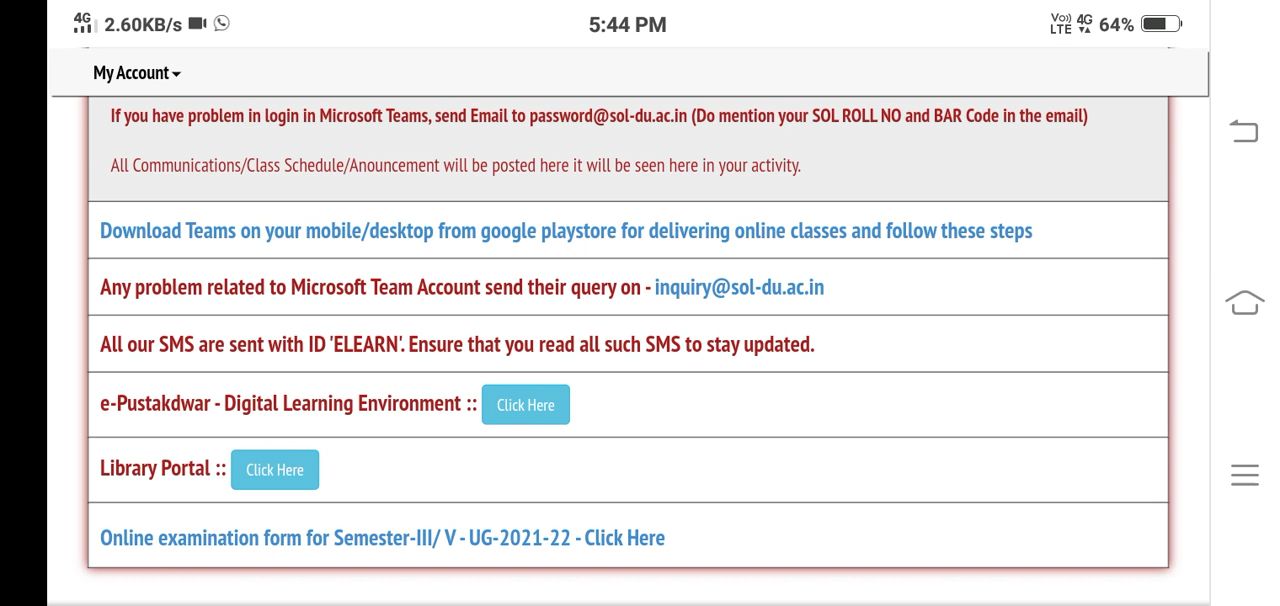 4G 2.60KB/s 5:44 PM Vo)) LTE 4G 64%
My Account
If you have problem in login in Microsoft Teams, send Email to password@sol-du.ac.in (Do mention your SOL ROLL NO and BAR Code in the email)
All Communications/Class Schedule/Anouncement will be posted here it will be seen here in your activity.
Download Teams on your mobile/desktop from google playstore for delivering online classes and follow these steps
Any problem related to Microsoft Team Account send their query on - inquiry@sol-du.ac.in
All our SMS are sent with ID 'ELEARN'. Ensure that you read all such SMS to stay updated.
e-Pustakdwar - Digital Learning Environment :: Click Here
Library Portal :: Click Here
Online examination form for Semester-III/ V - UG-2021-22 - Click Here